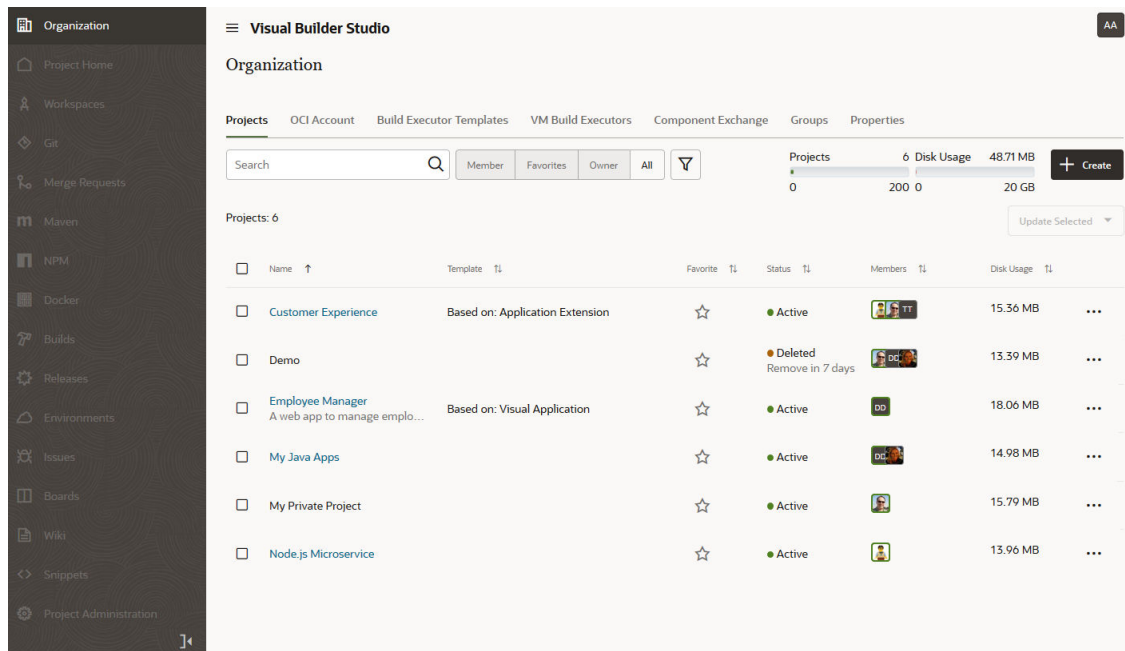 Organization
Project Home
Workspaces
Git
Merge Requests
Maven
NPM
Docker
Builds
Releases
Environments
Issues
Boards
Wiki
Snippets
Project Administration
Visual Builder Studio
AA
Organization
Projects OCI Account Build Executor Templates VM Build Executors Component Exchange Groups Properties
Search Member Favorites Owner All
Projects 6 Disk Usage 48.71 MB
0 200 0 20 GB
+ Create
Projects: 6
Update Selected
Name Template Favorite Status Members Disk Usage
Customer Experience Based on: Application Extension Active TT 15.36 MB
Demo Deleted DD 13.39 MB
Remove in 7 days
Employee Manager Based on: Visual Application Active DD 18.06 MB
A web app to manage emplo...
My Java Apps Active DD 14.98 MB
My Private Project Active 15.79 MB
Node.js Microservice Active 13.96 MB